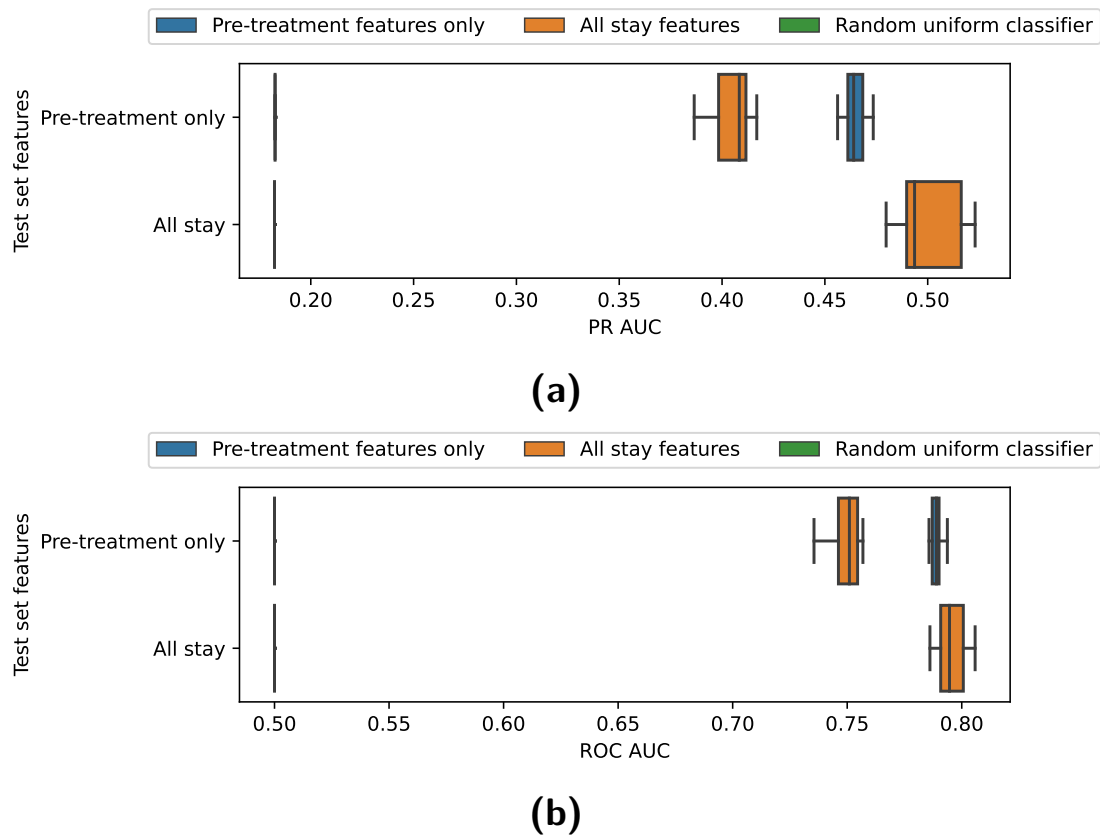 Pre-treatment features only All stay features Random uniform classifier
Test set features
Pre-treatment only
All stay
0.20 0.25 0.30 0.35 0.40 0.45 0.50
PR AUC
(a)
Pre-treatment features only All stay features Random uniform classifier
Test set features
Pre-treatment only
All stay
0.50 0.55 0.60 0.65 0.70 0.75 0.80
ROC AUC
(b)